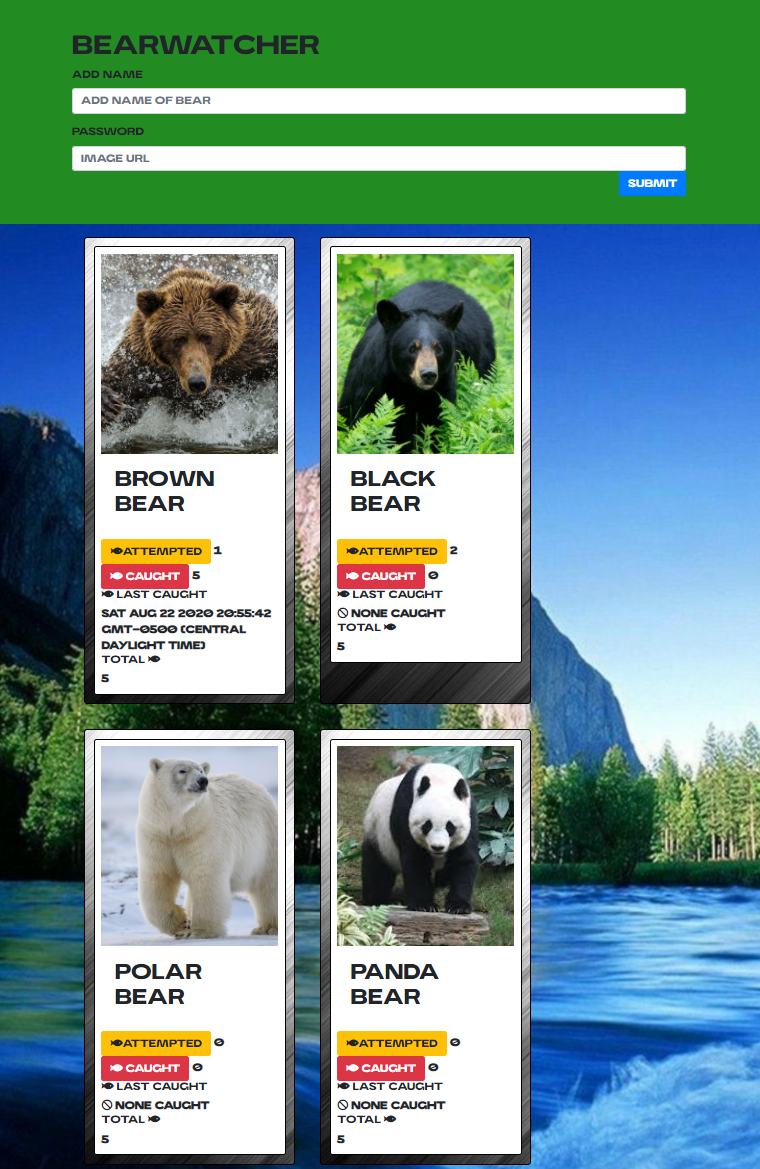 BEARWATCHER
ADD NAME
ADD NAME OF BEAR
PASSWORD
IMAGE URL
SUBMIT
BROWN
BEAR
ATTEMPTED 1
CAUGHT 5
LAST CAUGHT
SAT AUG 22 2020 20:55:42
GMT-0500 (CENTRAL
DAYLIGHT TIME)
TOTAL
5
BLACK
BEAR
ATTEMPTED 2
CAUGHT 0
LAST CAUGHT
NONE CAUGHT
TOTAL
5
POLAR
BEAR
ATTEMPTED 0
CAUGHT 0
LAST CAUGHT
NONE CAUGHT
TOTAL
5
PANDA
BEAR
ATTEMPTED 0
CAUGHT 0
LAST CAUGHT
NONE CAUGHT
TOTAL
5